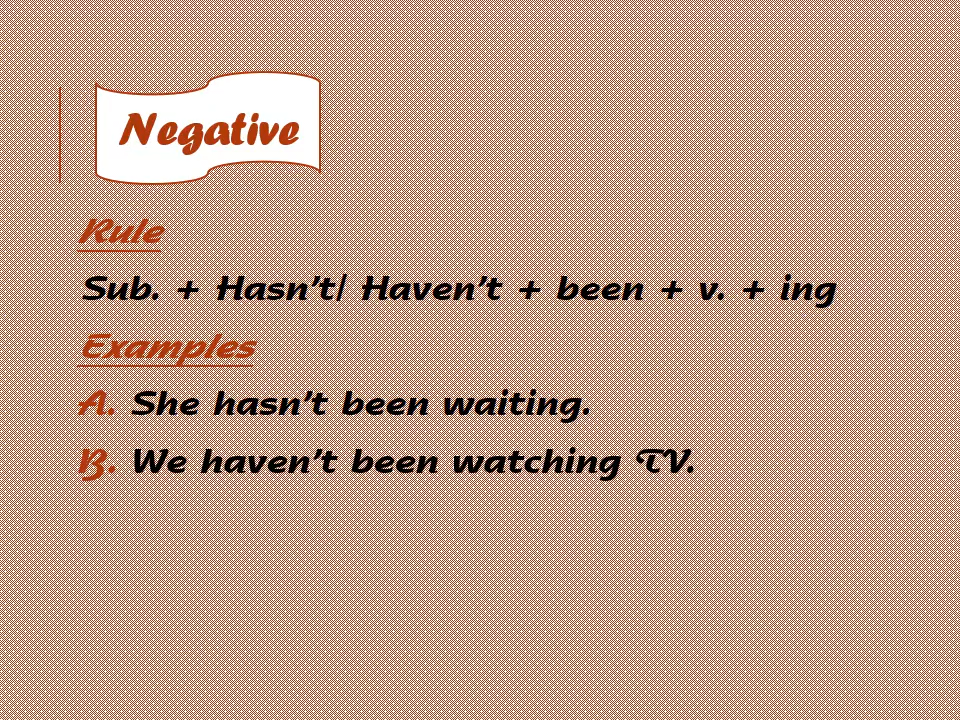 Negative
Rule
Sub. + Hasn't/ Haven't + been + v. + ing
Examples
A. She hasn't been waiting.
B. We haven't been watching TV.